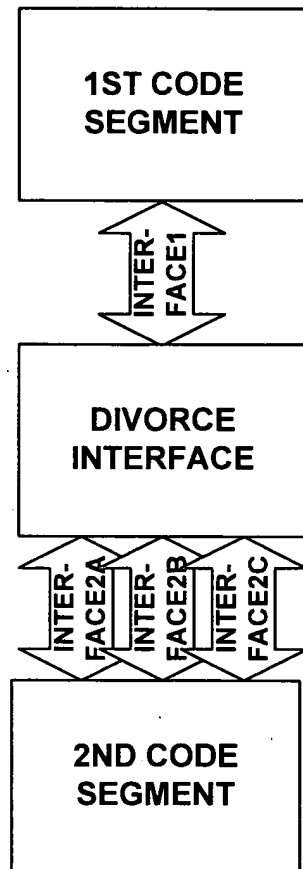 1ST CODE
SEGMENT
INTER-
FACE1
DIVORCE
INTERFACE
INTER-
FACE2A
INTER-
FACE2B
INTER-
FACE2C
2ND CODE
SEGMENT